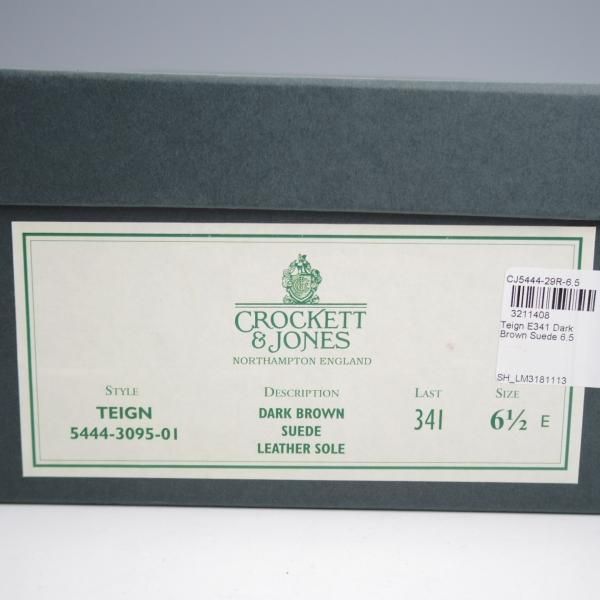 CROCKETT
& JONES
NORTHAMPTON ENGLAND
STYLE
TEIGN
5444-3095-01
DESCRIPTION
DARK BROWN
SUEDE
LEATHER SOLE
LAST
341
SIZE
6½ E
CJ5444-29R-6.5
3211408
Teign E341 Dark
Brown Suede 6.5
SH_LM3181113